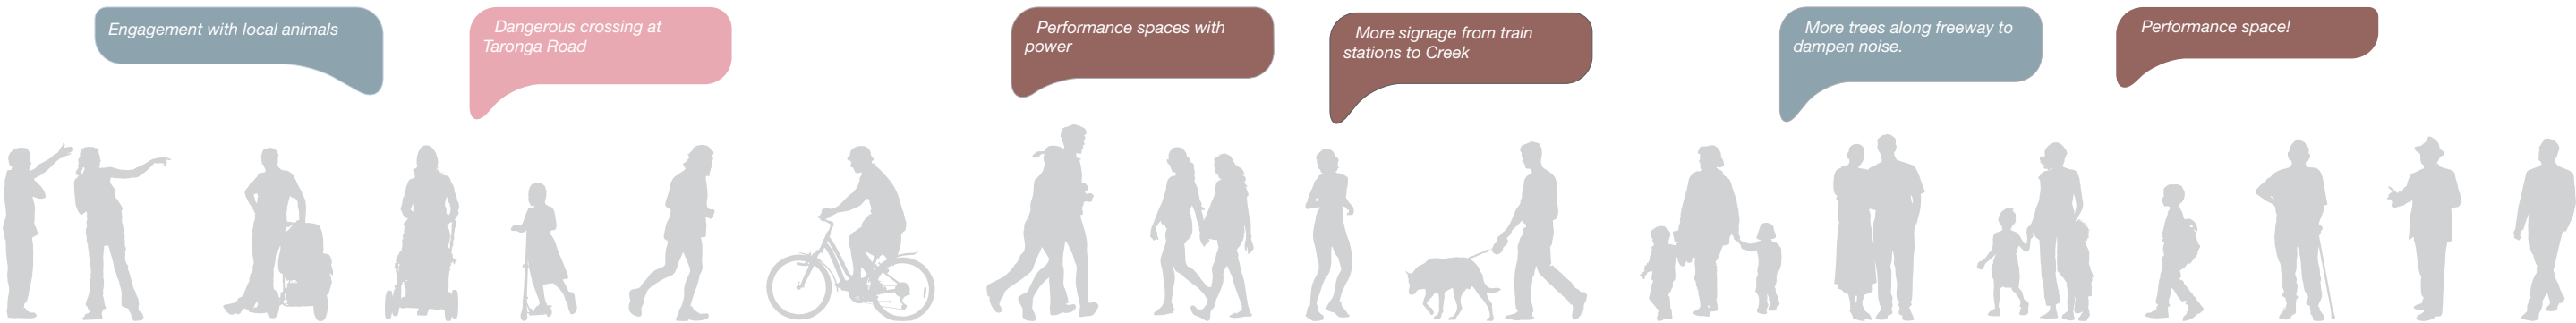 Engagement with local animals
Dangerous crossing at
Taronga Road
Performance spaces with
power
More signage from train
stations to Creek
More trees along freeway to
dampen noise.
Performance space!